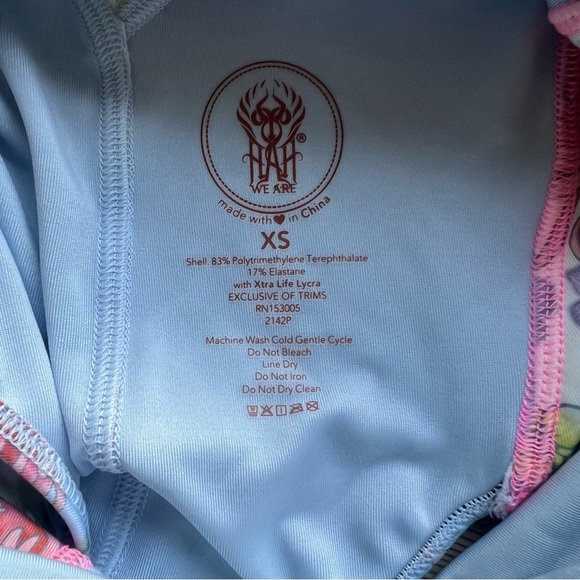 HAH®
WE ARE
made with ❤ in China
XS
Shell: 83% Polytrimethylene Terephthalate
17% Elastane
with Xtra Life Lycra
EXCLUSIVE OF TRIMS
RN153005
2142P
Machine Wash Cold Gentle Cycle
Do Not Bleach
Line Dry
Do Not Iron
Do Not Dry Clean